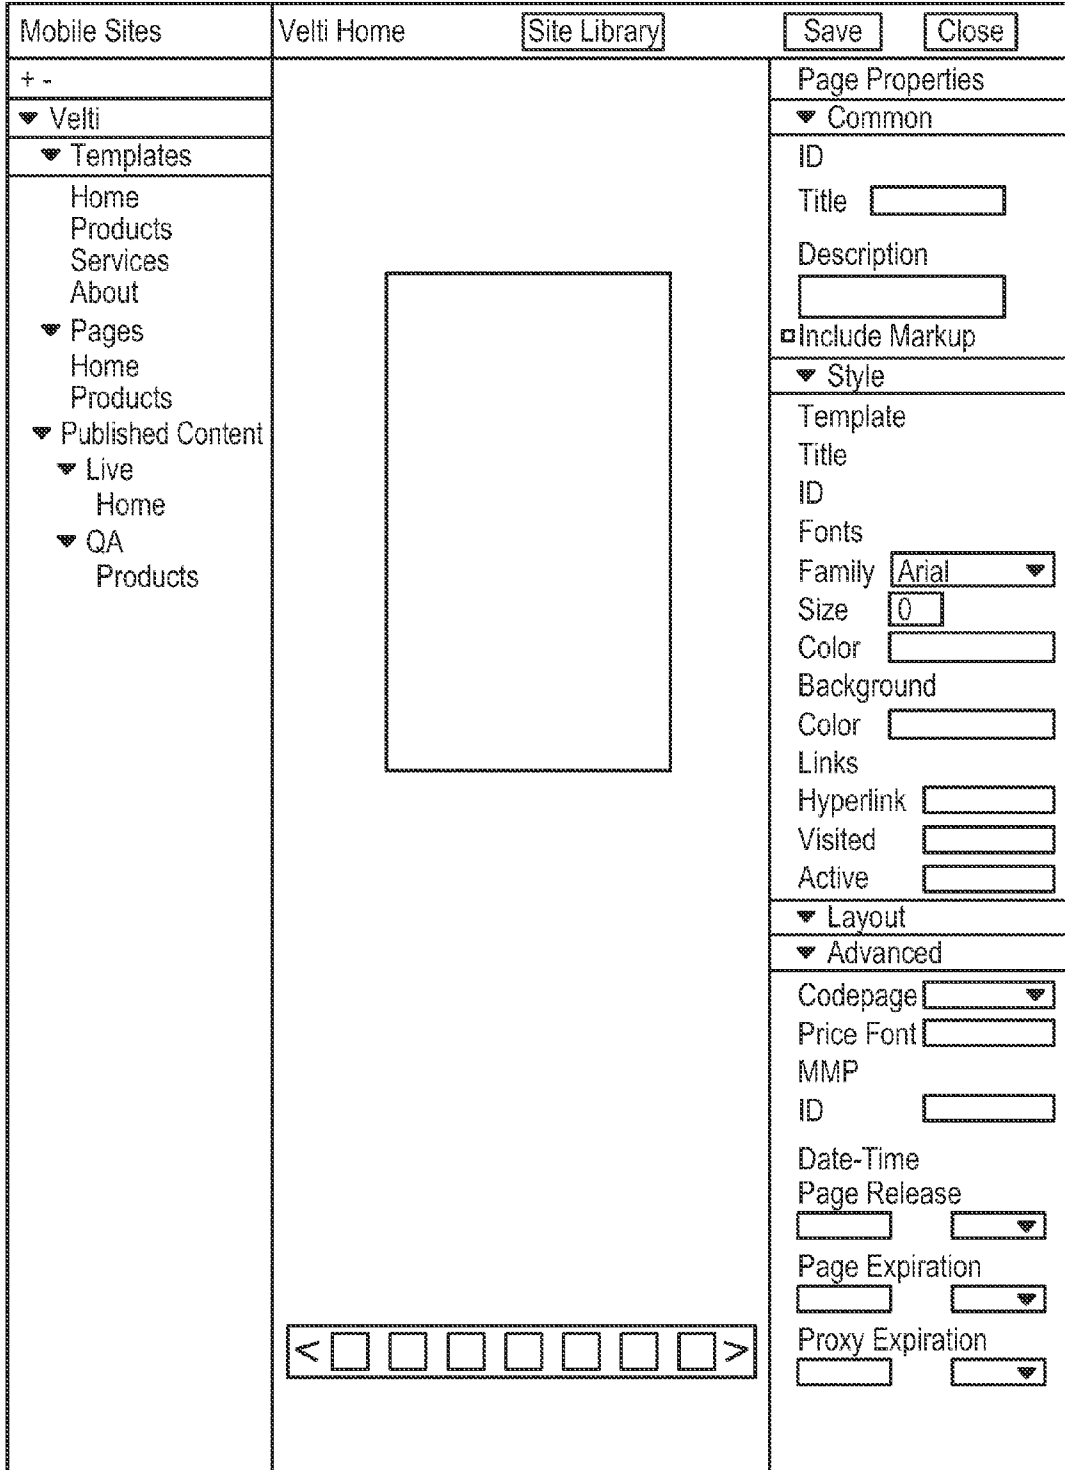 Mobile Sites
Velti Home
Site Library
Save
Close
+ -
Velti
Templates
Home
Products
Services
About
Pages
Home
Products
Published Content
Live
Home
QA
Products
< >
Page Properties
Common
ID
Title
Description
Include Markup
Style
Template
Title
ID
Fonts
Family Arial
Size 0
Color
Background
Color
Links
Hyperlink
Visited
Active
Layout
Advanced
Codepage
Price Font
MMP
ID
Date-Time
Page Release
Page Expiration
Proxy Expiration